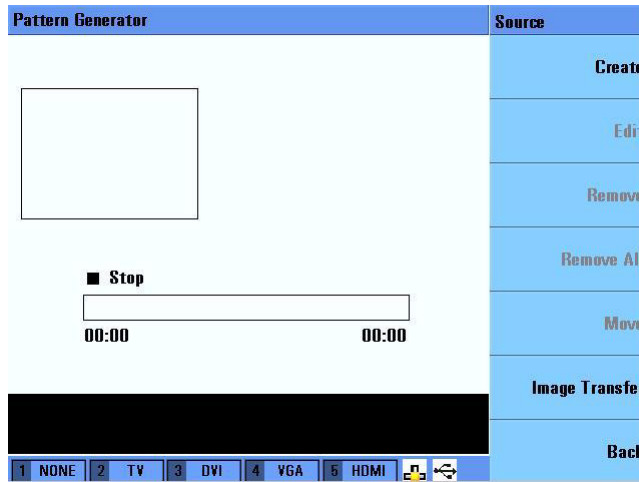 Pattern Generator
Source
Create
Edit
Remove
Remove All
Move
Image Transfer
Back
Stop
00:00 00:00
1 NONE 2 TV 3 DVI 4 VGA 5 HDMI